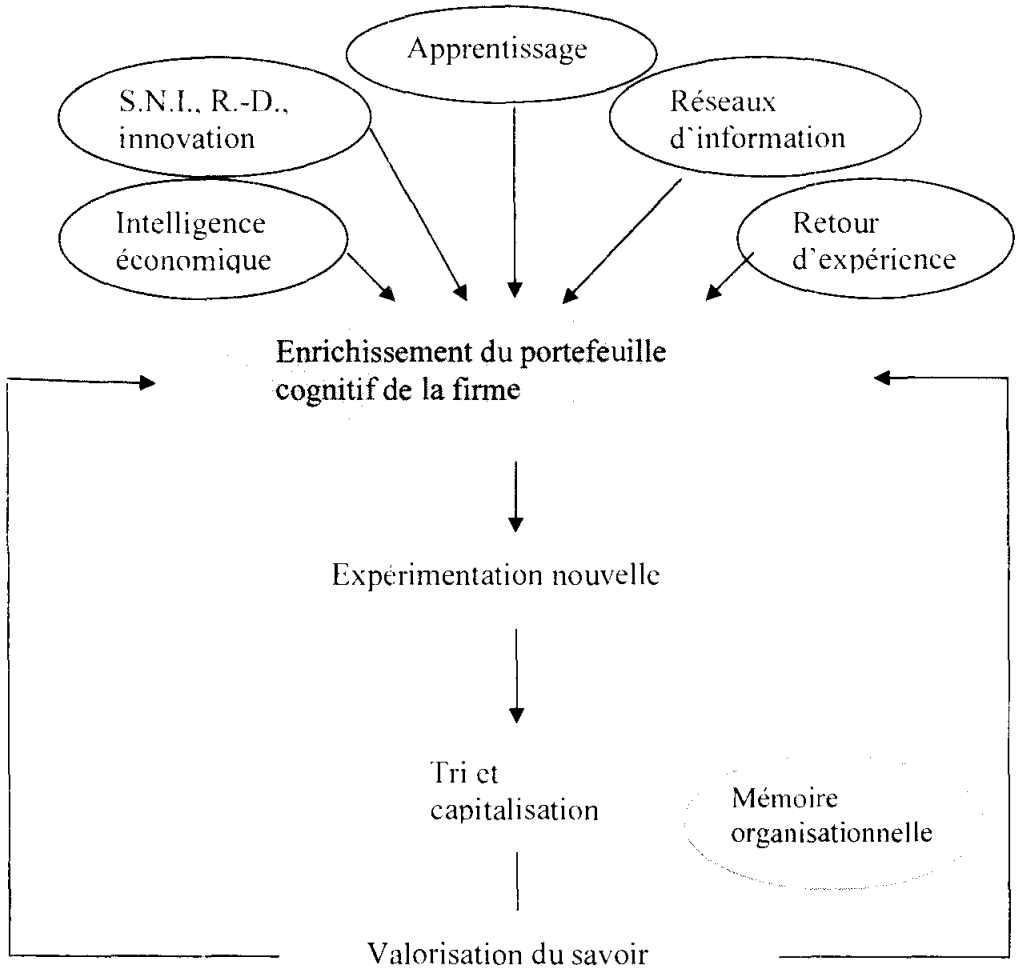 Apprentissage
S.N.I., R.-D.,
innovation
Réseaux
d'information
Intelligence
économique
Retour
d'expérience
Enrichissement du portefeuille
cognitif de la firme
Expérimentation nouvelle
Tri et
capitalisation
Mémoire
organisationnelle
Valorisation du savoir